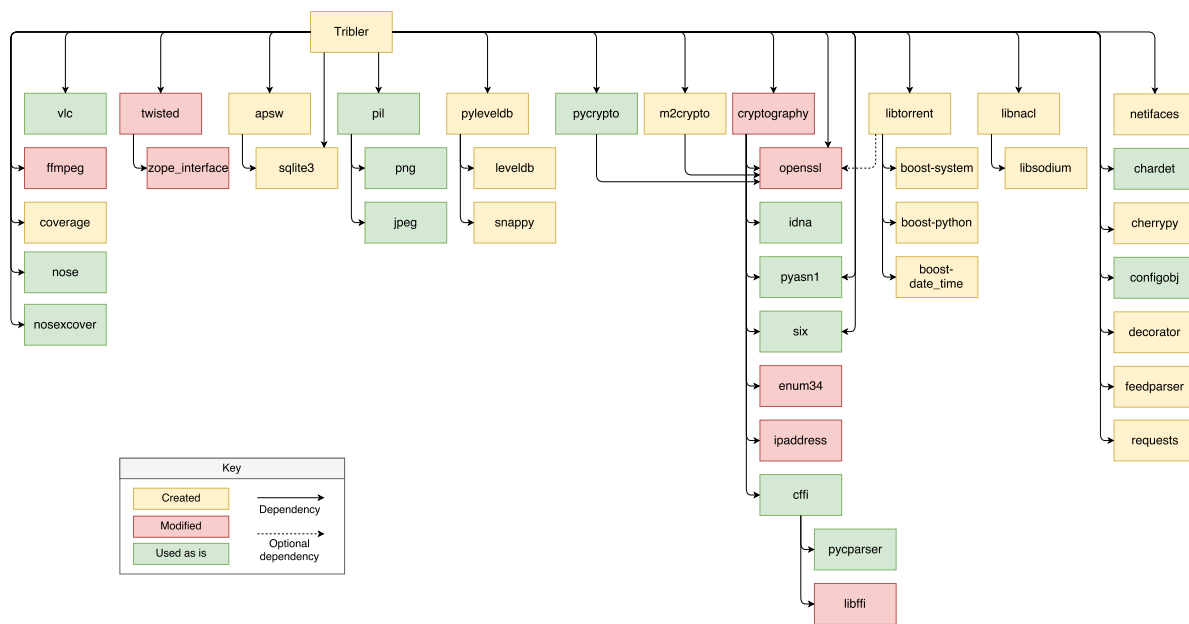 Tribler
vlc
twisted
apsw
pil
pyleveldb
pycrypto
m2crypto
cryptography
libtorrent
libnacl
netifaces
ffmpeg
zope_interface
sqlite3
png
leveldb
openssl
boost-system
libsodium
chardet
coverage
jpeg
snappy
idna
boost-python
cherrypy
nose
pyasn1
boost-
date_time
configobj
nosexcover
six
decorator
enum34
feedparser
ipaddress
requests
cffi
pycparser
libffi
Key
Created
Modified
Used as is
Dependency
Optional
dependency